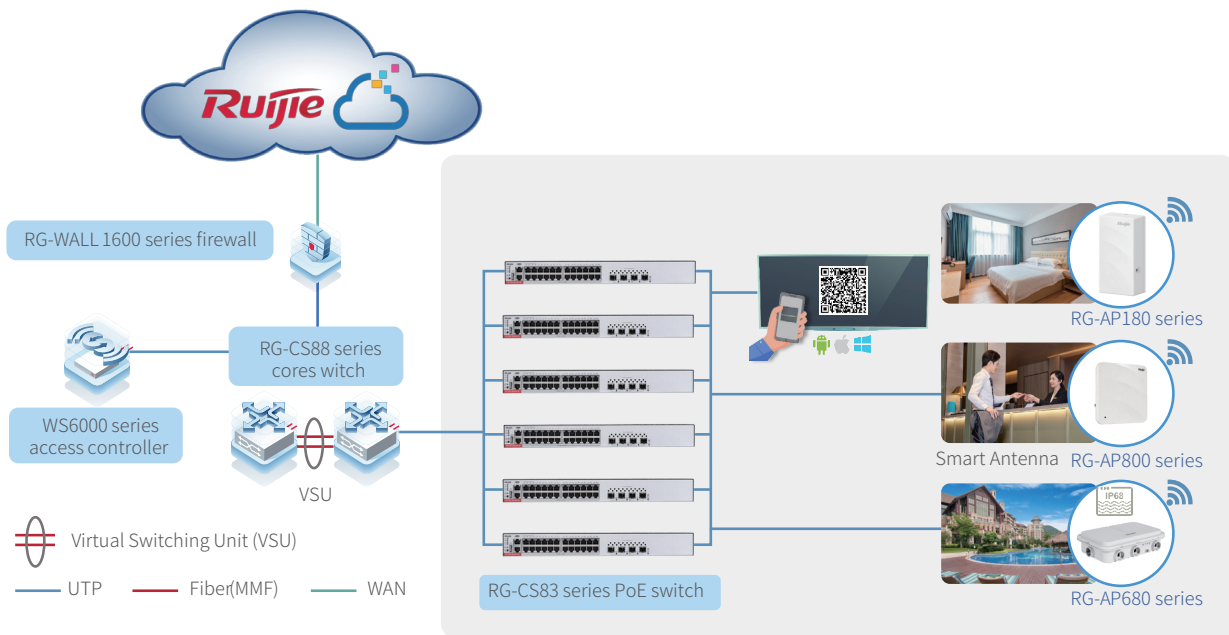 Ruijie
RG-WALL 1600 series firewall
RG-CS88 series
cores witch
WS6000 series
access controller
VSU
Virtual Switching Unit (VSU)
UTP
Fiber(MMF)
WAN
RG-CS83 series PoE switch
RG-AP180 series
Smart Antenna
RG-AP800 series
IP68
RG-AP680 series